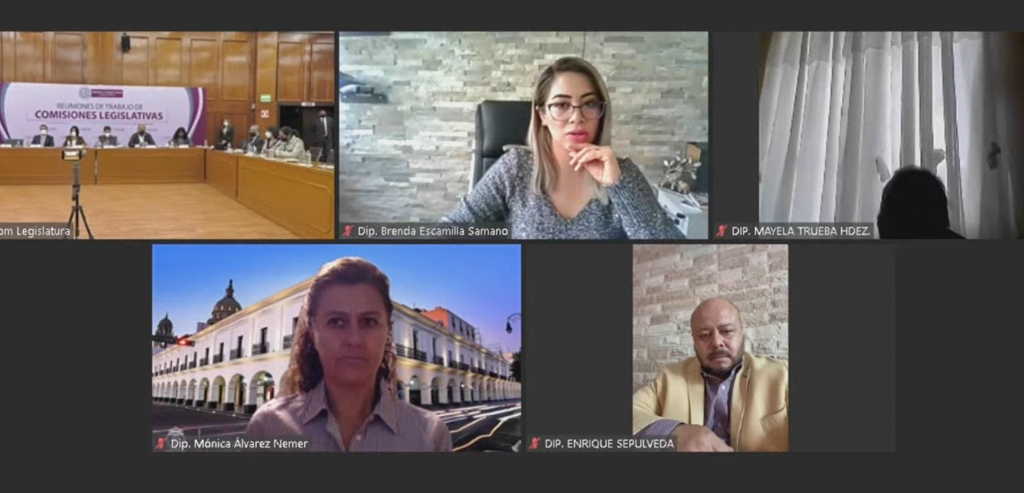 REUNIONES DE TRABAJO DE
COMISIONES LEGISLATIVAS
om Legislatura
Dip. Brenda Escamilla Samano
DIP. MAYELA TRUEBA HDEZ.
Dip. Mónica Álvarez Nemer
DIP. ENRIQUE SEPULVEDA